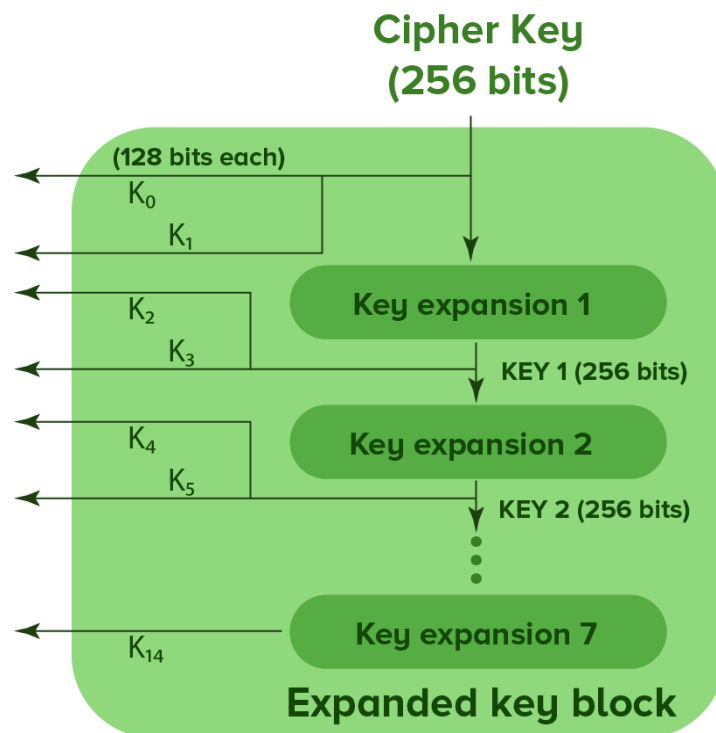 Cipher Key
(256 bits)
(128 bits each)
K₀
K₁
Key expansion 1
K₂
K₃
KEY 1 (256 bits)
Key expansion 2
K₄
K₅
KEY 2 (256 bits)
Key expansion 7
K₁₄
Expanded key block